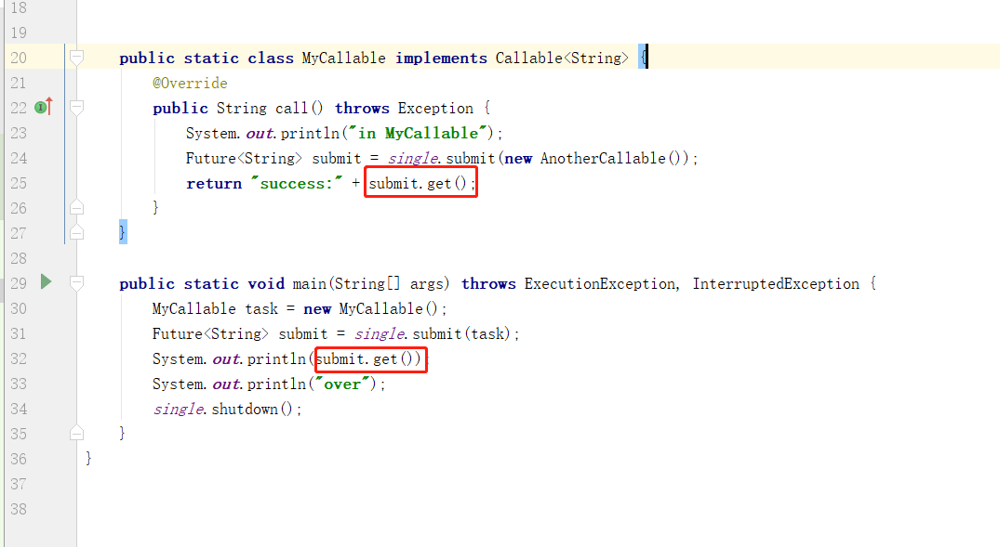 18
19
20 public static class MyCallable implements Callable<String> {
21 @Override
22 public String call() throws Exception {
23 System.out.println("in MyCallable");
24 Future<String> submit = single.submit(new AnotherCallable());
25 return "success:" + submit.get();
26 }
27 }
28
29 public static void main(String[] args) throws ExecutionException, InterruptedException {
30 MyCallable task = new MyCallable();
31 Future<String> submit = single.submit(task);
32 System.out.println(submit.get());
33 System.out.println("over");
34 single.shutdown();
35 }
36 }
37
38